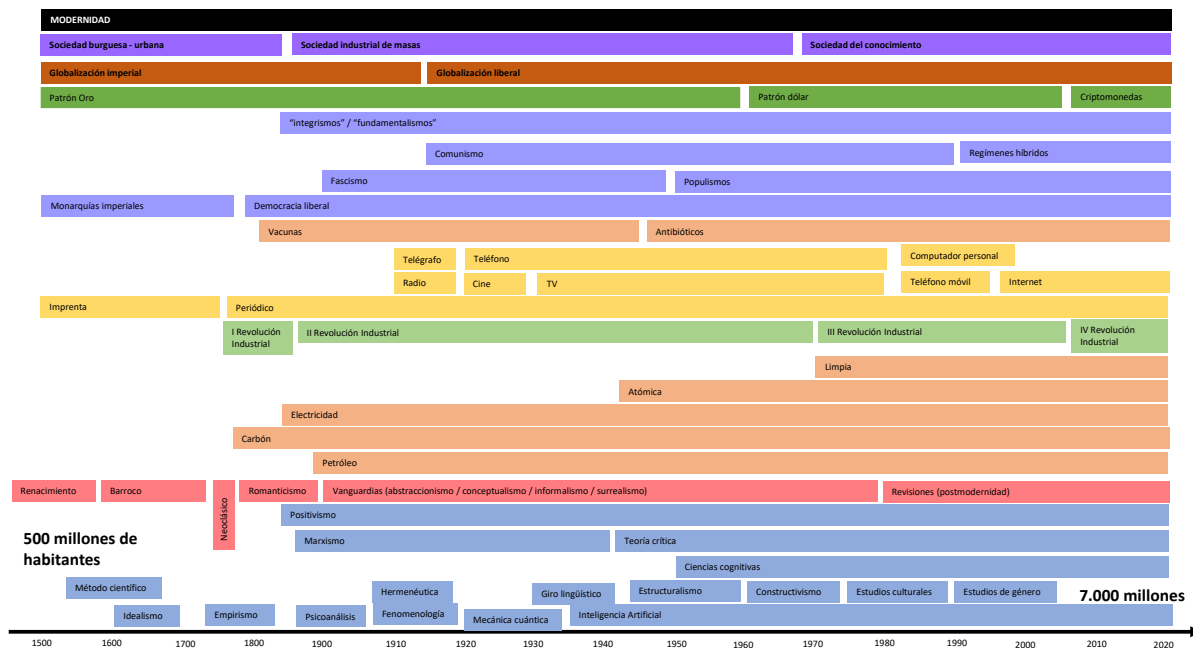 MODERNIDAD
Sociedad burguesa - urbana
Sociedad industrial de masas
Sociedad del conocimiento
Globalización imperial
Globalización liberal
Patrón Oro
Patrón dólar
Criptomonedas
"integrismos" / "fundamentalismos"
Comunismo
Regímenes híbridos
Fascismo
Populismos
Monarquías imperiales
Democracia liberal
Vacunas
Antibióticos
Telégrafo
Teléfono
Computador personal
Radio
Cine
TV
Teléfono móvil
Internet
Imprenta
Periódico
I Revolución
Industrial
II Revolución Industrial
III Revolución Industrial
IV Revolución
Industrial
Limpia
Atómica
Electricidad
Carbón
Petróleo
Renacimiento
Barroco
Neoclásico
Romanticismo
Vanguardias (abstraccionismo / conceptualismo / informalismo / surrealismo)
Revisiones (postmodernidad)
Positivismo
Marxismo
Teoría crítica
500 millones de
habitantes
Ciencias cognitivas
Método científico
Hermenéutica
Giro lingüístico
Estructuralismo
Constructivismo
Estudios culturales
Estudios de género
7.000 millones
Idealismo
Empirismo
Psicoanálisis
Fenomenología
Mecánica cuántica
Inteligencia Artificial
1500 1600 1700 1800 1900 1910 1920 1930 1940 1950 1960 1970 1980 1990 2000 2010 2020